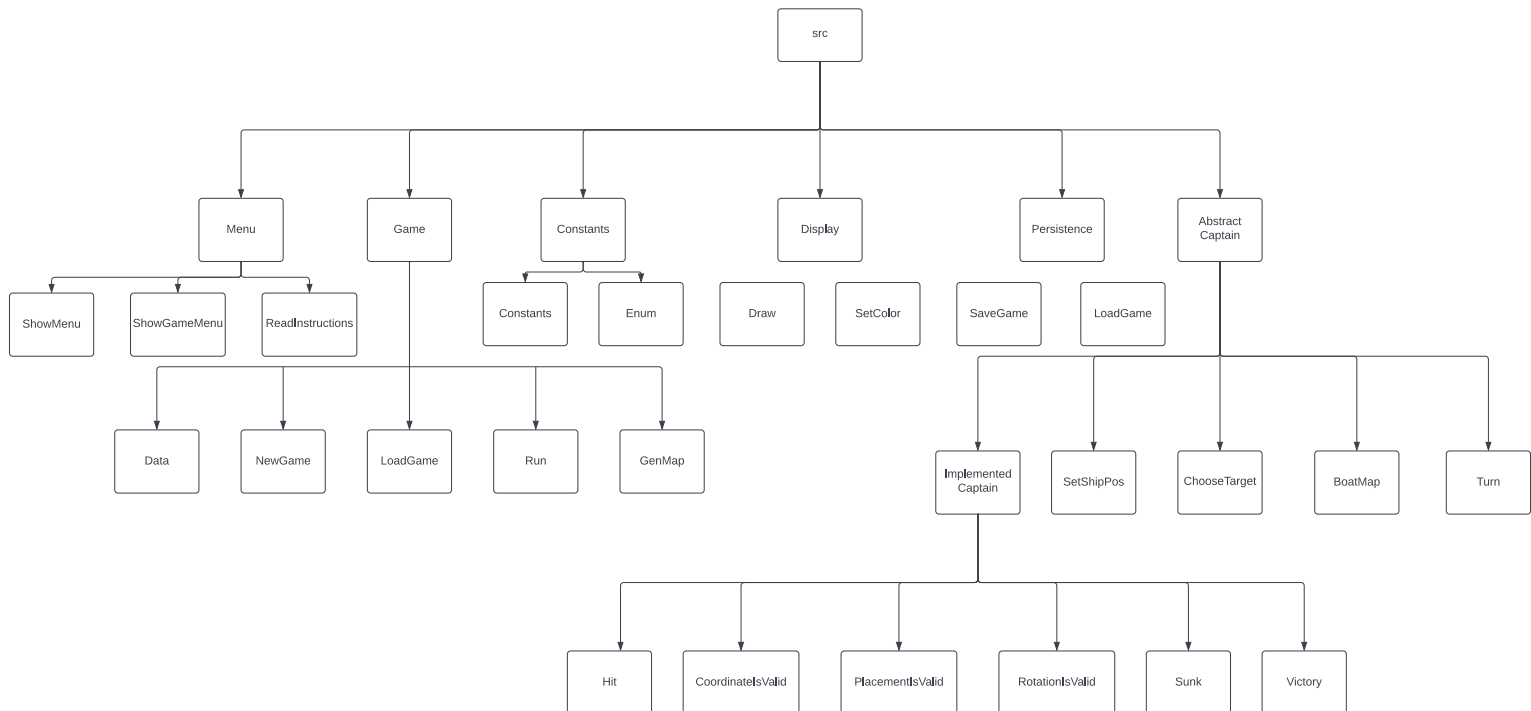 src
Menu
Game
Constants
Display
Persistence
Abstract
Captain
ShowMenu
ShowGameMenu
ReadInstructions
Constants
Enum
Draw
SetColor
SaveGame
LoadGame
Data
NewGame
LoadGame
Run
GenMap
Implemented
Captain
SetShipPos
ChooseTarget
BoatMap
Turn
Hit
CoordinateIsValid
PlacementIsValid
RotationIsValid
Sunk
Victory